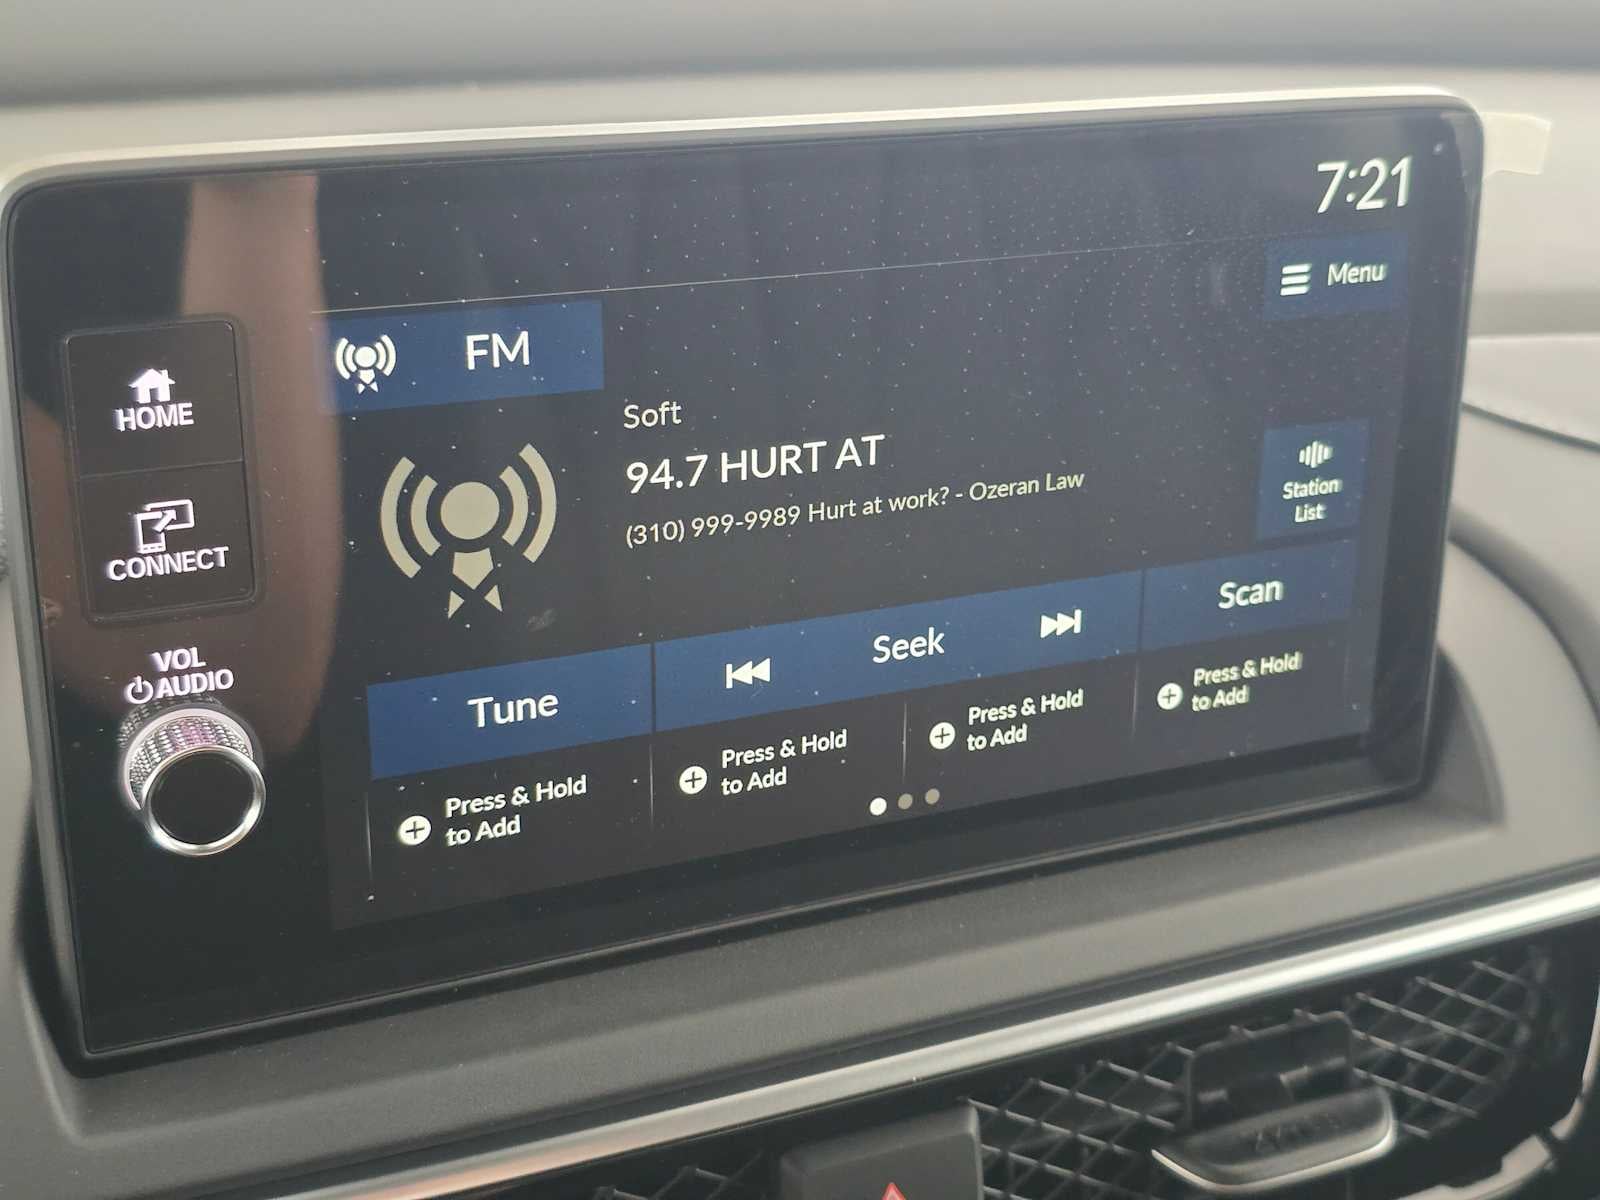 7:21
Menu
FM
HOME
Soft
94.7 HURT AT
(310) 999-9989 Hurt at work? - Ozeran Law
Station
List
CONNECT
Tune
Seek
Scan
VOL
AUDIO
Press & Hold
to Add
Press & Hold
to Add
Press & Hold
to Add
Press & Hold
to Add